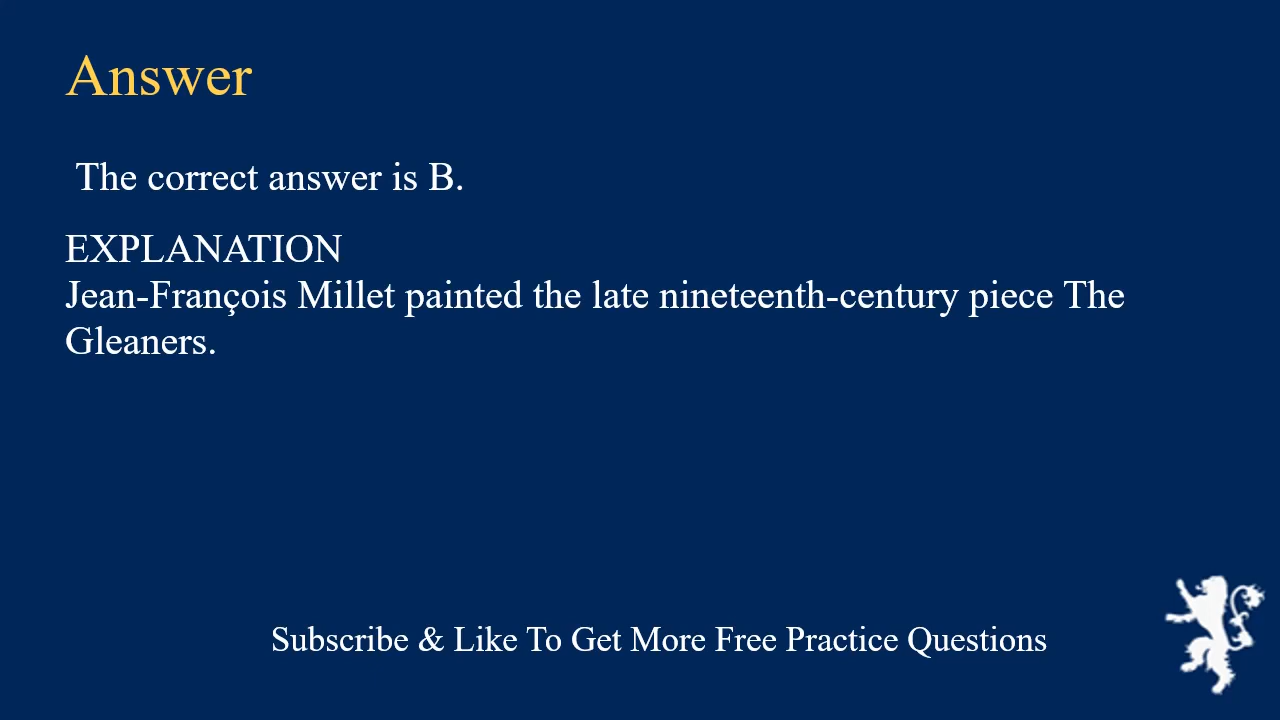 Answer
The correct answer is B.
EXPLANATION
Jean-François Millet painted the late nineteenth-century piece The
Gleaners.
Subscribe & Like To Get More Free Practice Questions